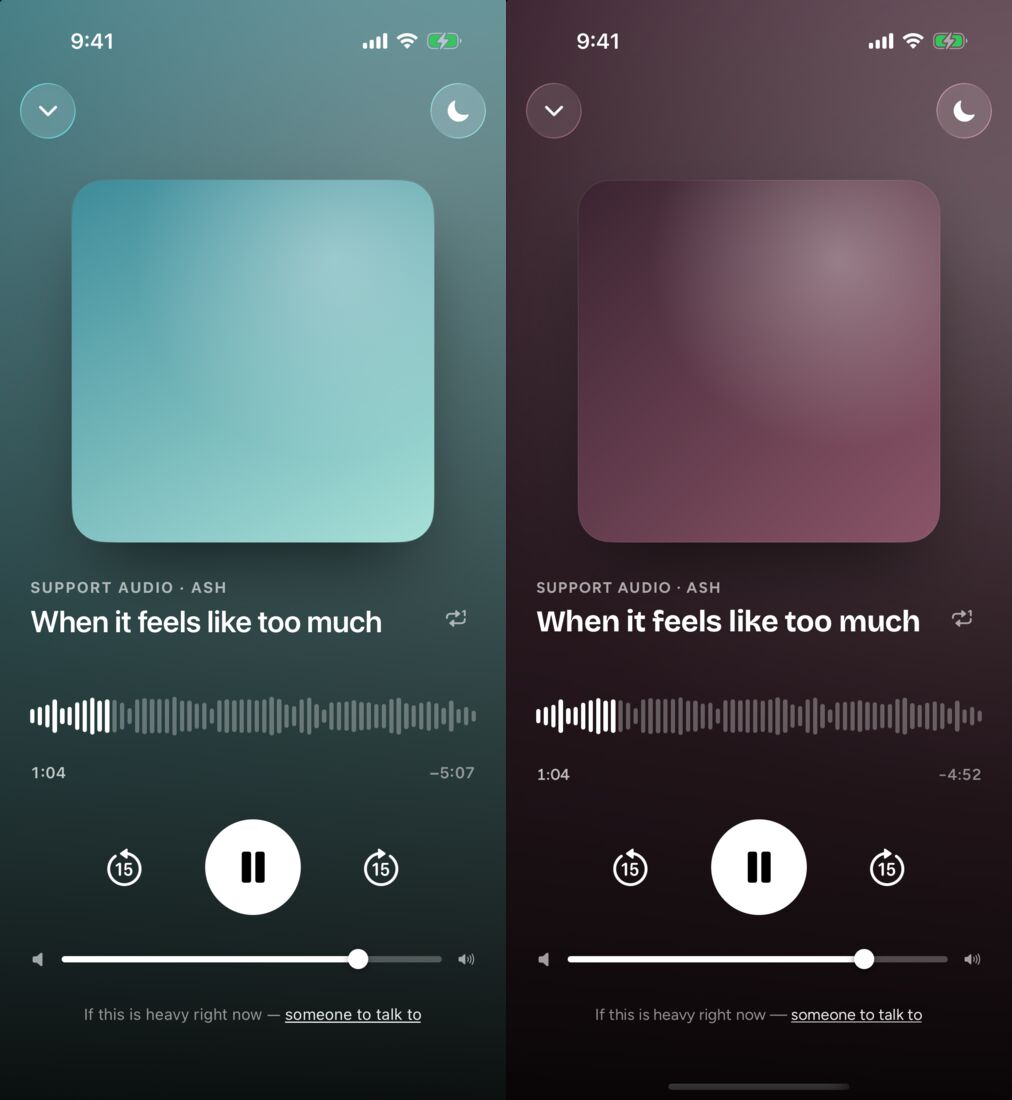 9:41
SUPPORT AUDIO · ASH
When it feels like too much
1
1:04
–5:07
15
15
If this is heavy right now — someone to talk to
9:41
SUPPORT AUDIO · ASH
When it feels like too much
1
1:04
-4:52
15
15
If this is heavy right now — someone to talk to